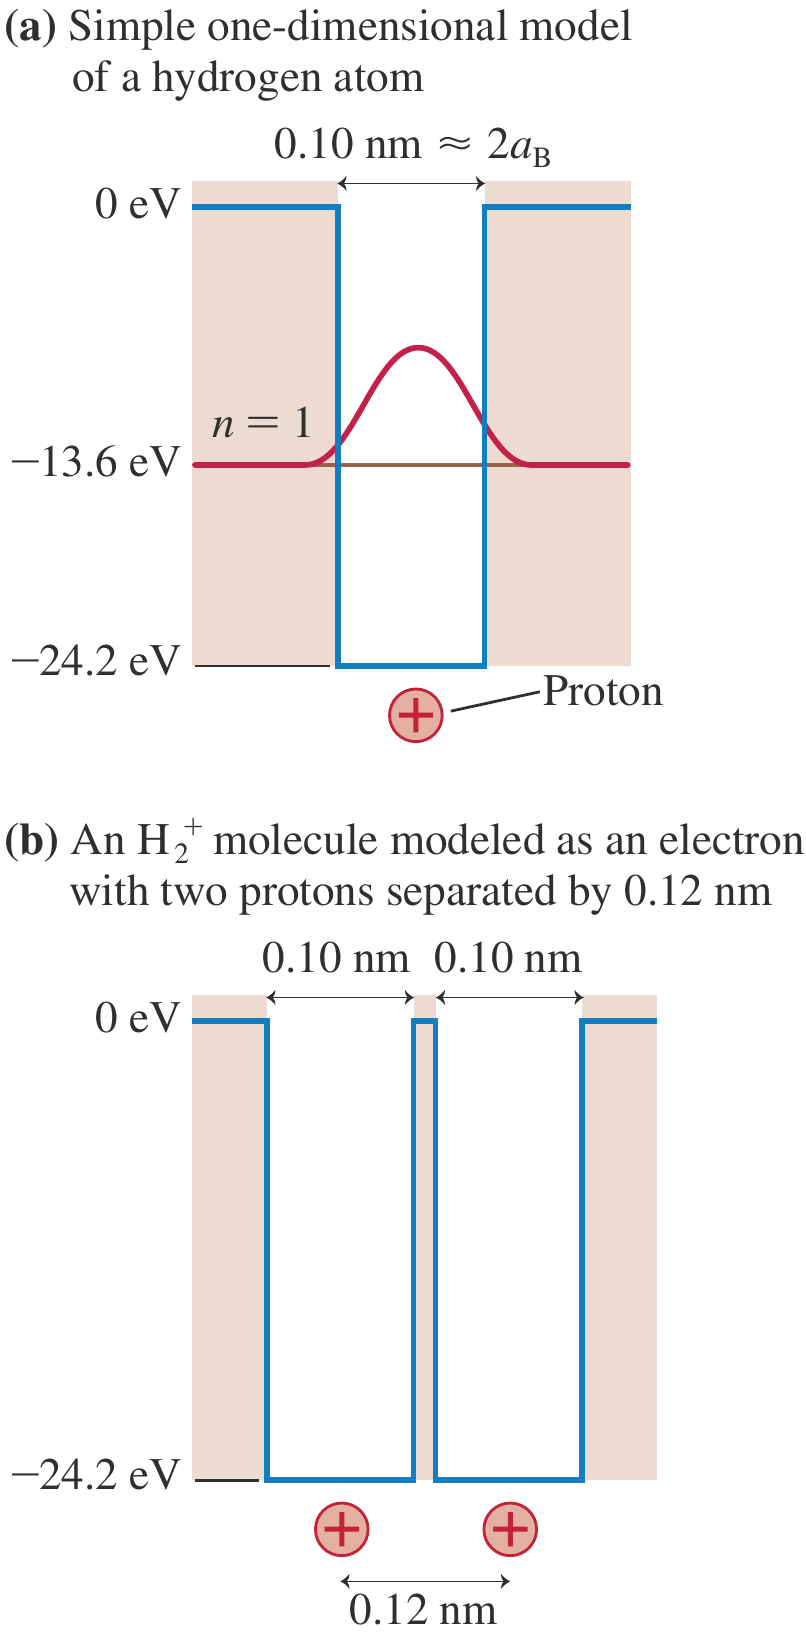 (a) Simple one-dimensional model
of a hydrogen atom
0.10 nm ≈ 2a_B
0 eV
n = 1
−13.6 eV
−24.2 eV
+
Proton
(b) An H₂⁺ molecule modeled as an electron
with two protons separated by 0.12 nm
0.10 nm 0.10 nm
0 eV
−24.2 eV
+ +
0.12 nm